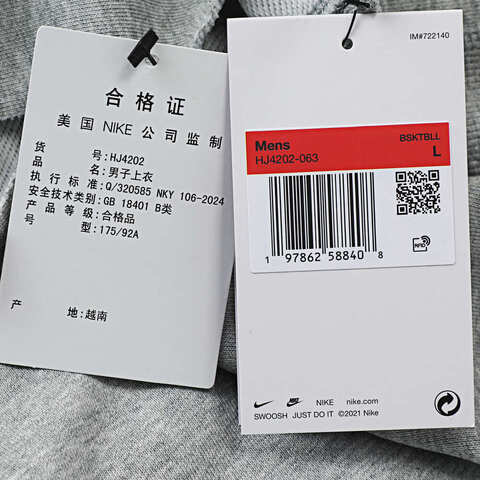 合格证
美国 NIKE 公司监制
货 号:HJ4202
品 名:男子上衣
执行标准:Q/320585 NKY 106-2024
安全技术类别:GB 18401 B类
产品等级:合格品
号 型:175/92A
产 地:越南
IM#722140
BSKTBLL
Mens L
HJ4202-063
RFID
1 97862 58840 8
NIKE nike.com
SWOOSH JUST DO IT ©2021 Nike